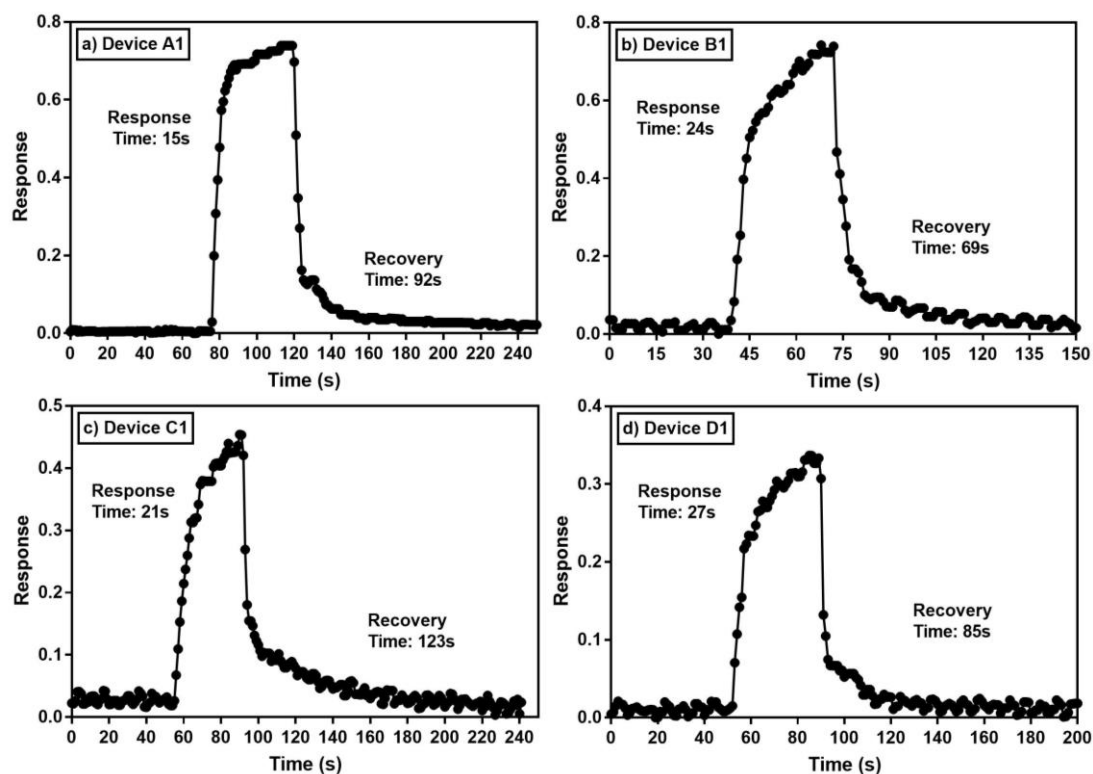 a) Device A1
Response
Time: 15s
Recovery
Time: 92s
Response
0.8
0.6
0.4
0.2
0.0
0 20 40 60 80 100 120 140 160 180 200 220 240
Time (s)
b) Device B1
Response
Time: 24s
Recovery
Time: 69s
Response
0.8
0.6
0.4
0.2
0.0
0 15 30 45 60 75 90 105 120 135 150
Time (s)
c) Device C1
Response
Time: 21s
Recovery
Time: 123s
Response
0.5
0.4
0.3
0.2
0.1
0.0
0 20 40 60 80 100 120 140 160 180 200 220 240
Time (s)
d) Device D1
Response
Time: 27s
Recovery
Time: 85s
Response
0.4
0.3
0.2
0.1
0.0
0 20 40 60 80 100 120 140 160 180 200
Time (s)